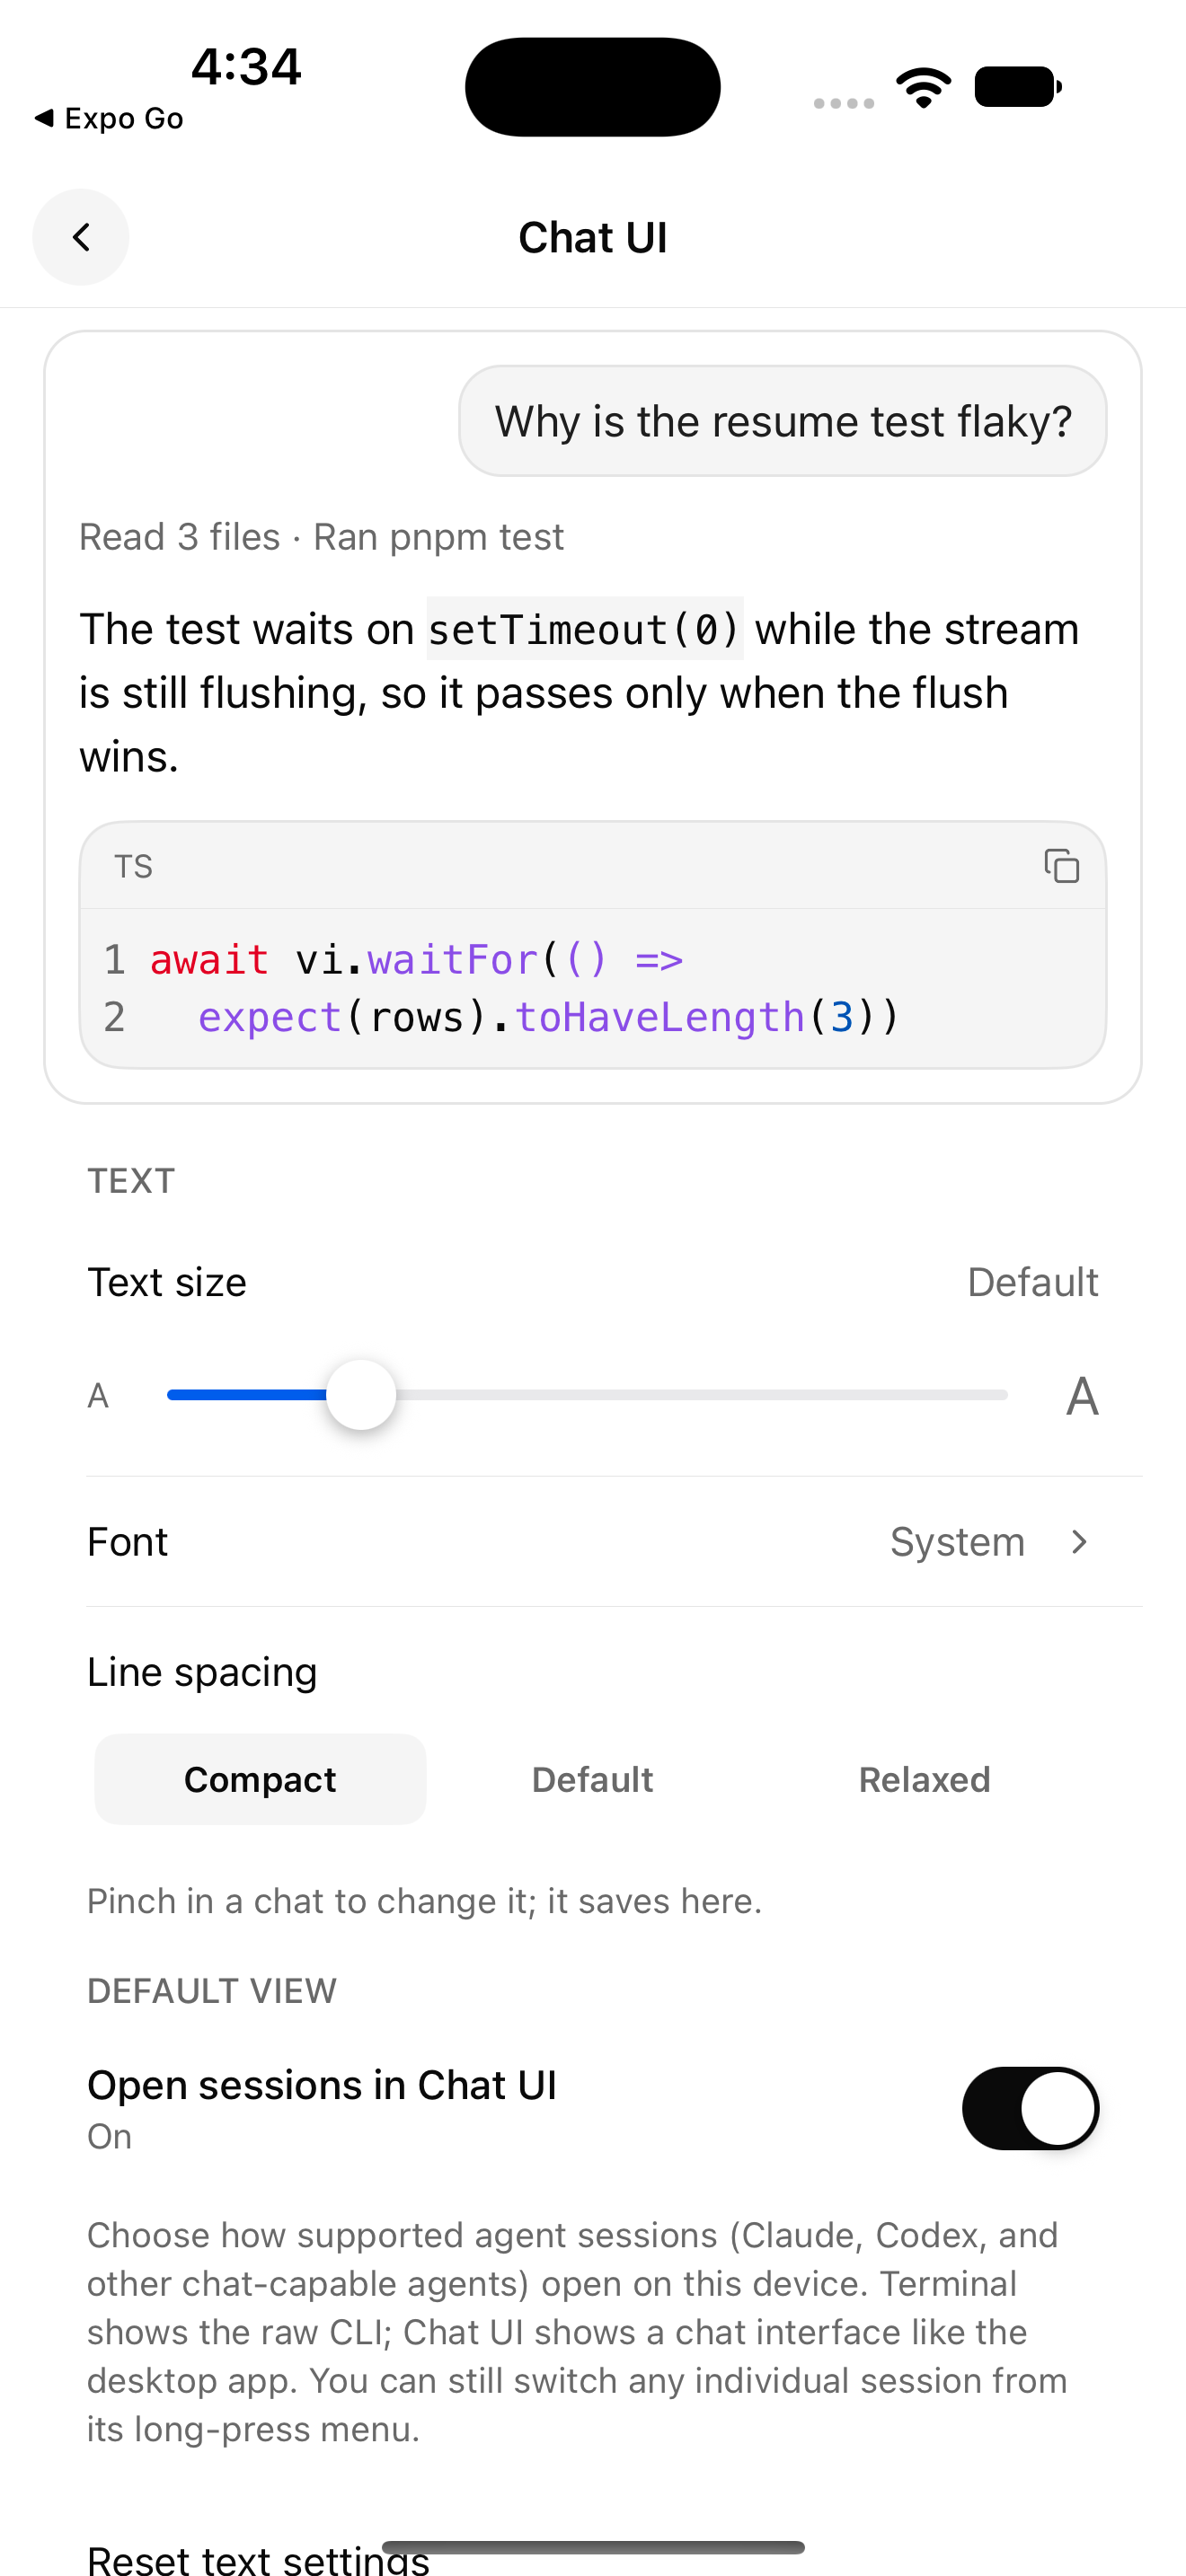 4:34
Expo Go
Chat UI
Why is the resume test flaky?
Read 3 files · Ran pnpm test
The test waits on setTimeout(0) while the stream
is still flushing, so it passes only when the flush
wins.
TS
1 await vi.waitFor(() =>
2   expect(rows).toHaveLength(3))
TEXT
Text size Default
A A
Font System
Line spacing
Compact Default Relaxed
Pinch in a chat to change it; it saves here.
DEFAULT VIEW
Open sessions in Chat UI
On
Choose how supported agent sessions (Claude, Codex, and
other chat-capable agents) open on this device. Terminal
shows the raw CLI; Chat UI shows a chat interface like the
desktop app. You can still switch any individual session from
its long-press menu.
Reset text settings